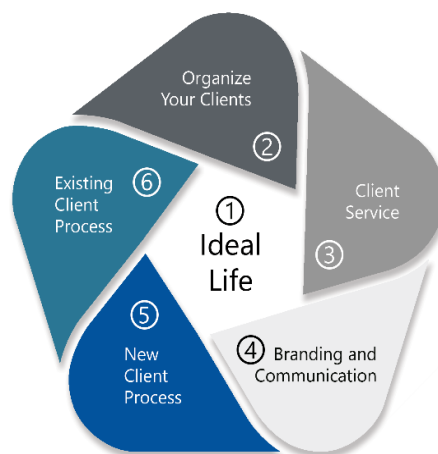 ①
Ideal
Life
Organize
Your Clients
②
Client
Service
③
④ Branding and
Communication
⑤
New
Client
Process
Existing
Client
Process
⑥